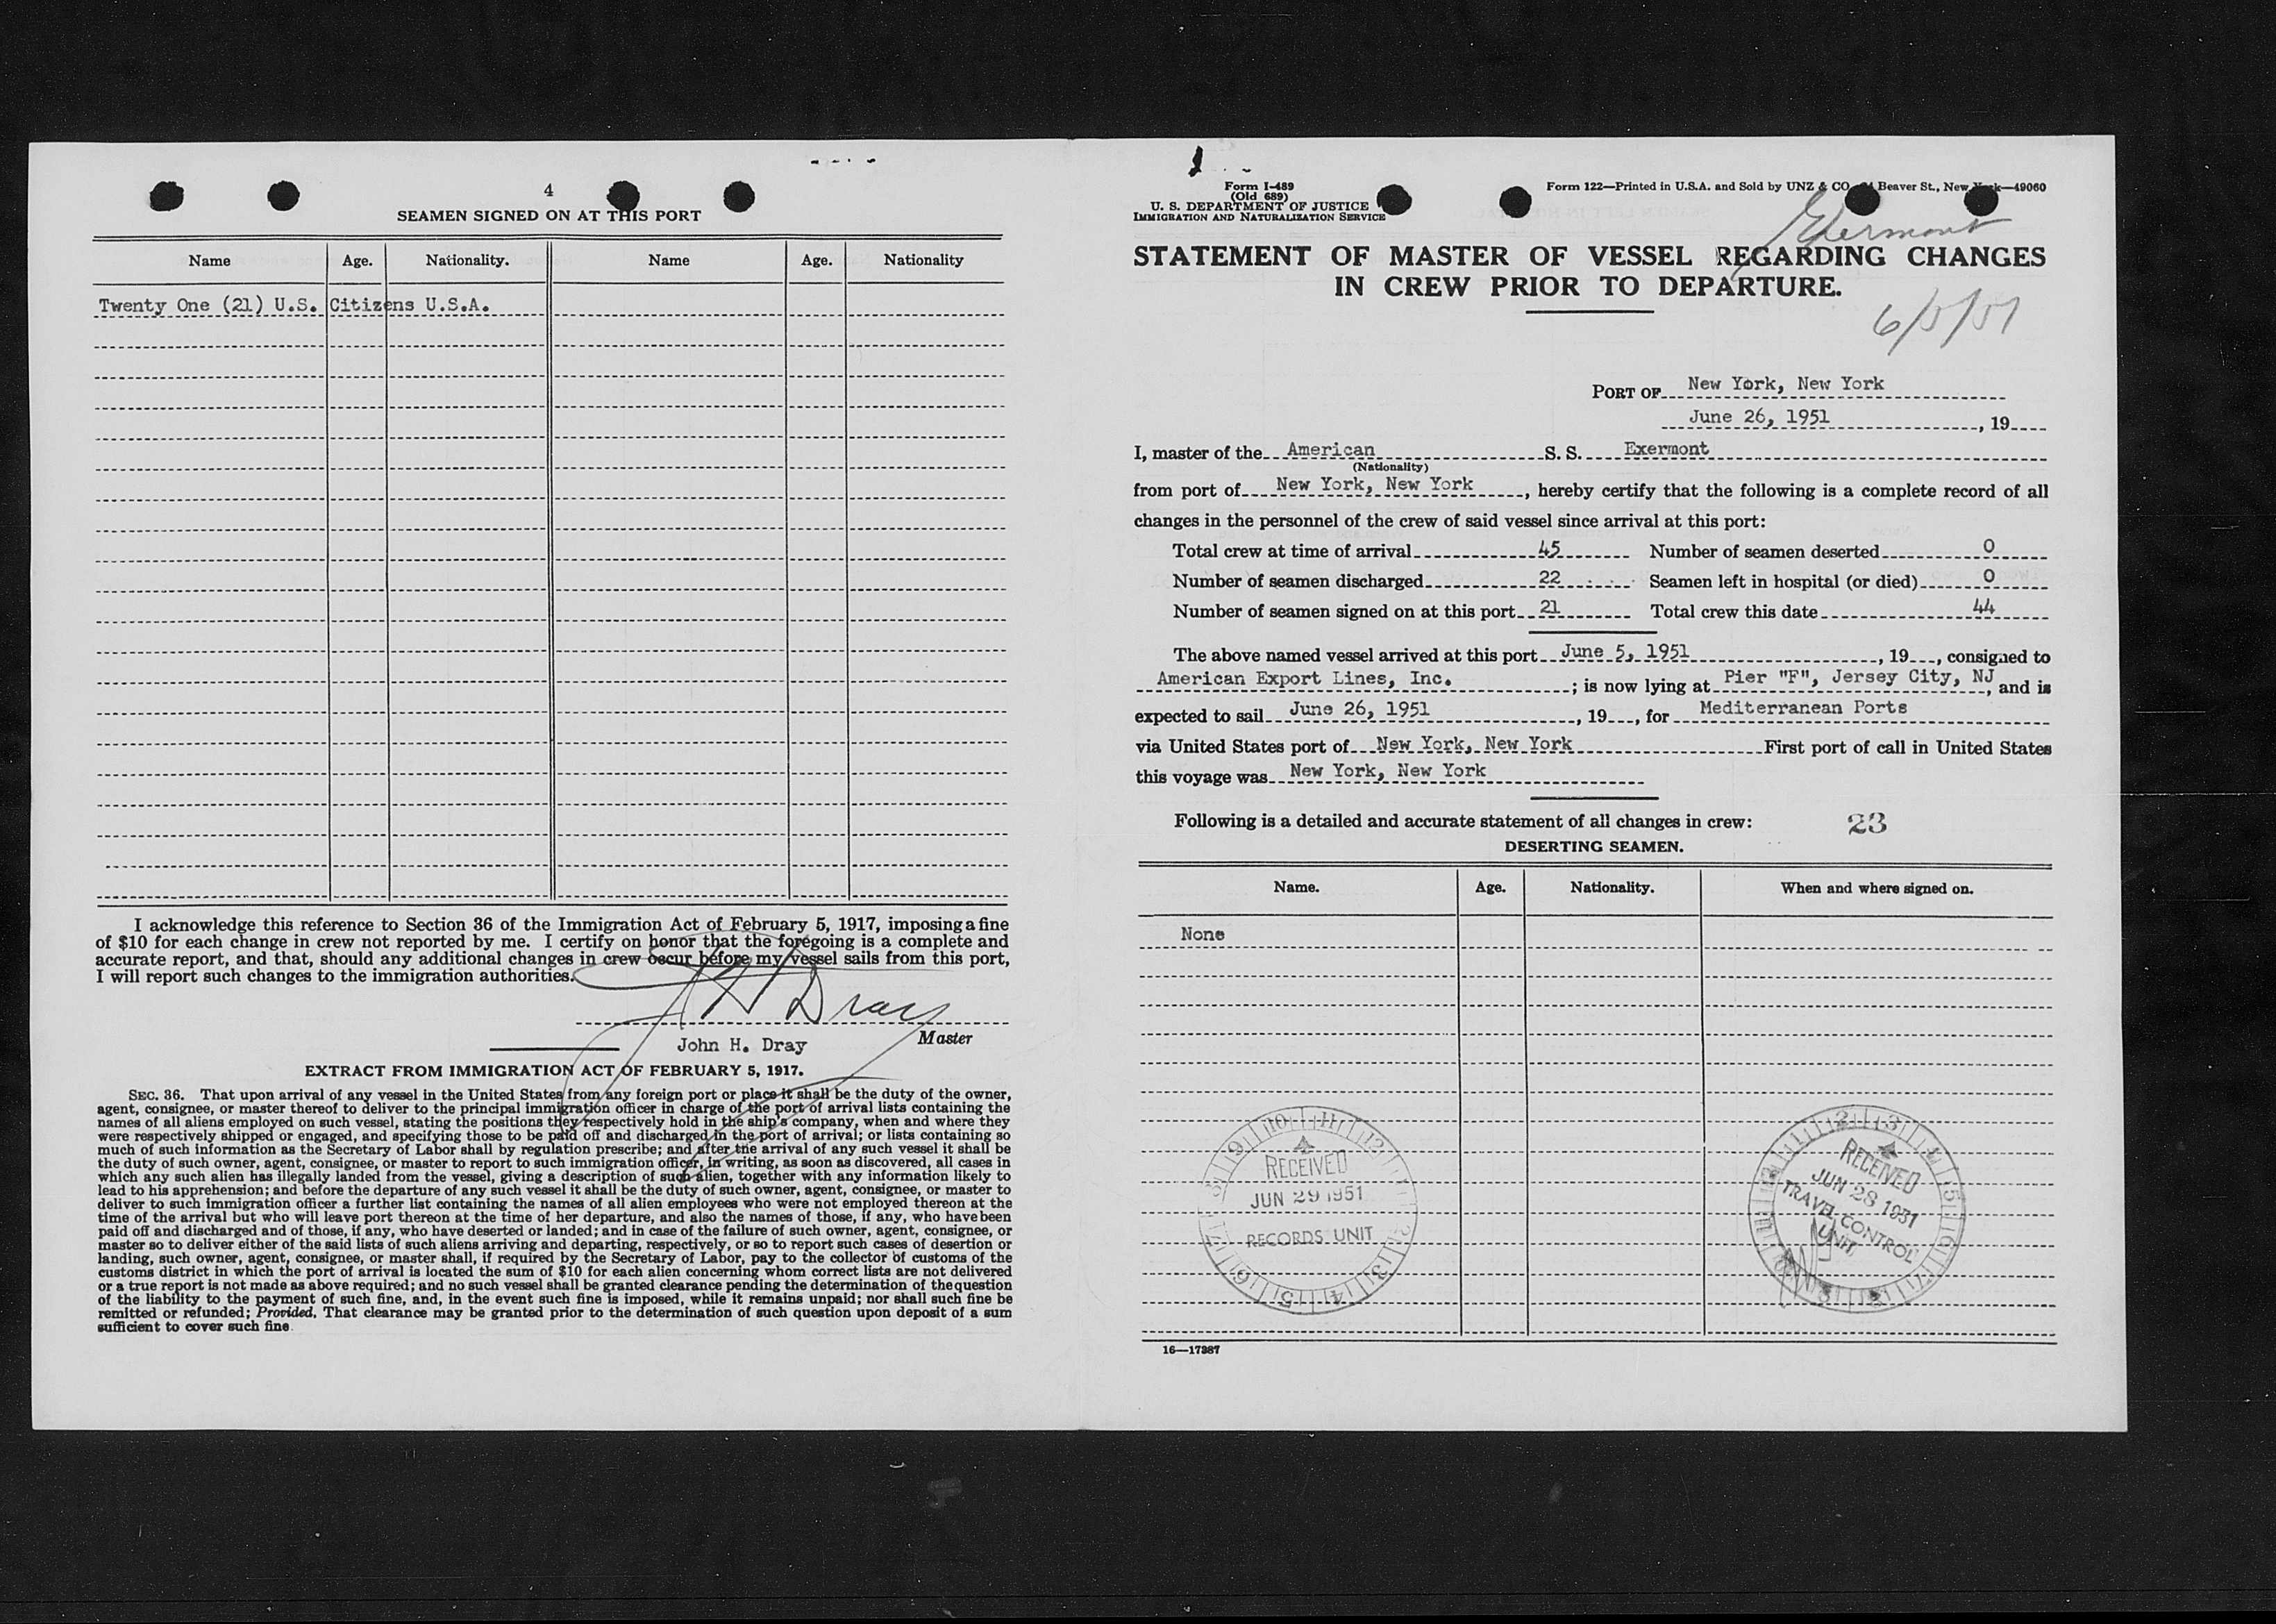 4
SEAMEN SIGNED ON AT THIS PORT
Name Age. Nationality. Name Age. Nationality
Twenty One (21) U.S. Citizens U.S.A.
I acknowledge this reference to Section 36 of the Immigration Act of February 5, 1917, imposing a fine
of $10 for each change in crew not reported by me. I certify on honor that the foregoing is a complete and
accurate report, and that, should any additional changes in crew occur before my vessel sails from this port,
I will report such changes to the immigration authorities.
J H Dray
Master
John H. Dray
EXTRACT FROM IMMIGRATION ACT OF FEBRUARY 5, 1917.
SEC. 36. That upon arrival of any vessel in the United States from any foreign port or place it shall be the duty of the owner,
agent, consignee, or master thereof to deliver to the principal immigration officer in charge of the port of arrival lists containing the
names of all aliens employed on such vessel, stating the positions they respectively hold in the ship's company, when and where they
were respectively shipped or engaged, and specifying those to be paid off and discharged in the port of arrival; or lists containing so
much of such information as the Secretary of Labor shall by regulation prescribe; and after the arrival of any such vessel it shall be
the duty of such owner, agent, consignee, or master to report to such immigration officer, in writing, as soon as discovered, all cases in
which any such alien has illegally landed from the vessel, giving a description of such alien, together with any information likely to
lead to his apprehension; and before the departure of any such vessel it shall be the duty of such owner, agent, consignee, or master to
deliver to such immigration officer a further list containing the names of all alien employees who were not employed thereon at the
time of the arrival but who will leave port thereon at the time of her departure, and also the names of those, if any, who have been
paid off and discharged and of those, if any, who have deserted or landed; and in case of the failure of such owner, agent, consignee, or
master so to deliver either of the said lists of such aliens arriving and departing, respectively, or so to report such cases of desertion or
landing, such owner, agent, consignee, or master shall, if required by the Secretary of Labor, pay to the collector of customs of the
customs district in which the port of arrival is located the sum of $10 for each alien concerning whom correct lists are not delivered
or a true report is not made as above required; and no such vessel shall be granted clearance pending the determination of the question
of the liability to the payment of such fine, and, in the event such fine is imposed, while it remains unpaid; nor shall such fine be
remitted or refunded; Provided, That clearance may be granted prior to the determination of such question upon deposit of a sum
sufficient to cover such fine.
Form I-489
(Old 689)
U. S. DEPARTMENT OF JUSTICE
IMMIGRATION AND NATURALIZATION SERVICE
Form 122—Printed in U.S.A. and Sold by UNZ & CO Beaver St., New York—49060
Exermont
STATEMENT OF MASTER OF VESSEL REGARDING CHANGES
IN CREW PRIOR TO DEPARTURE.
6/5/51
PORT OF New York, New York
June 26, 1951, 19
I, master of the American S. S. Exermont
(Nationality)
from port of New York, New York, hereby certify that the following is a complete record of all
changes in the personnel of the crew of said vessel since arrival at this port:
Total crew at time of arrival 45 Number of seamen deserted 0
Number of seamen discharged 22 Seamen left in hospital (or died) 0
Number of seamen signed on at this port 21 Total crew this date 44
The above named vessel arrived at this port June 5, 1951, 19, consigned to
American Export Lines, Inc.; is now lying at Pier "F", Jersey City, NJ, and is
expected to sail June 26, 1951, 19, for Mediterranean Ports
via United States port of New York, New York First port of call in United States
this voyage was New York, New York
Following is a detailed and accurate statement of all changes in crew: 23
DESERTING SEAMEN.
Name. Age. Nationality. When and where signed on.
None
RECEIVED
JUN 29 1951
RECORDS UNIT
RECEIVED
JUN 28 1951
TRAVEL CONTROL
UNIT
16—17387